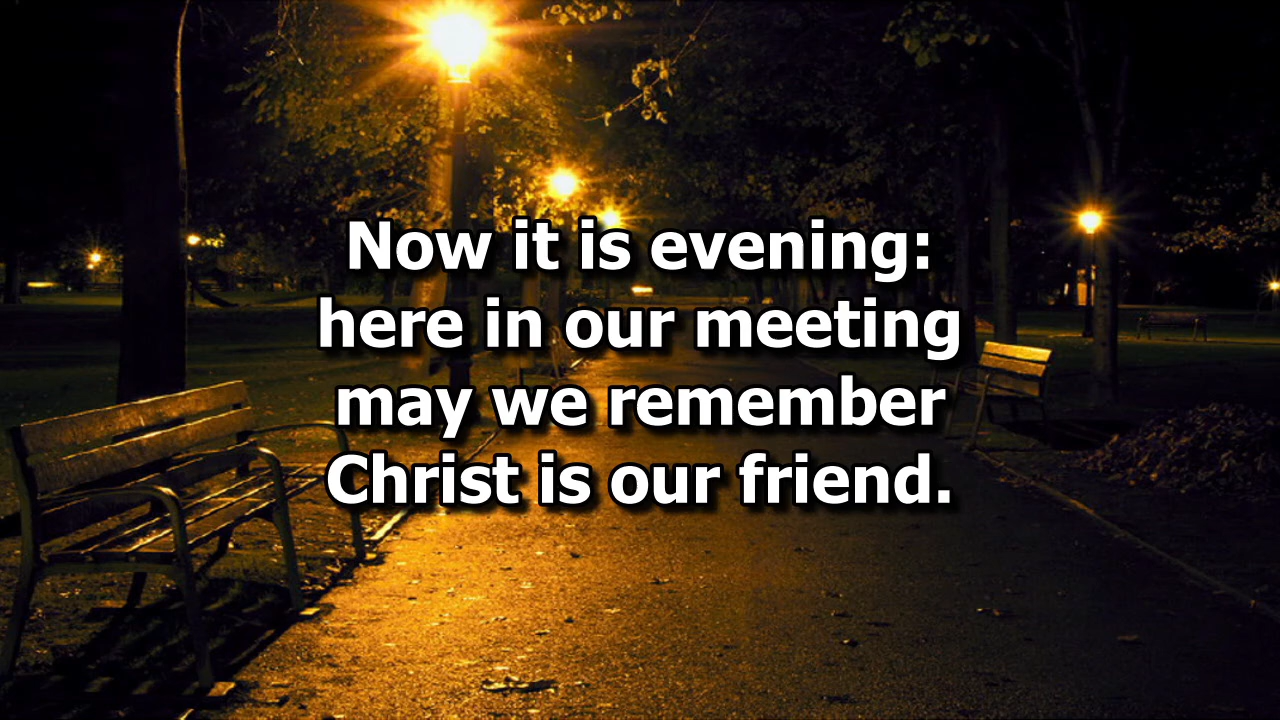 Now it is evening:
here in our meeting
may we remember
Christ is our friend.